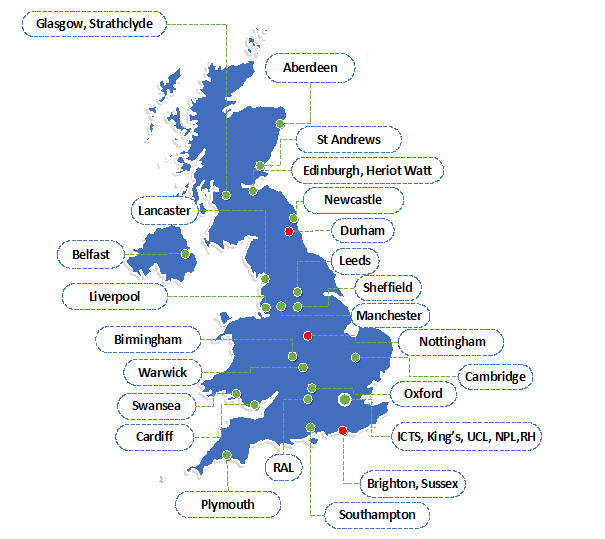 Glasgow, Strathclyde
Aberdeen
St Andrews
Edinburgh, Heriot Watt
Newcastle
Lancaster
Durham
Belfast
Leeds
Sheffield
Liverpool
Manchester
Birmingham
Nottingham
Warwick
Cambridge
Oxford
Swansea
Cardiff
ICTS, King's, UCL, NPL,RH
RAL
Brighton, Sussex
Plymouth
Southampton